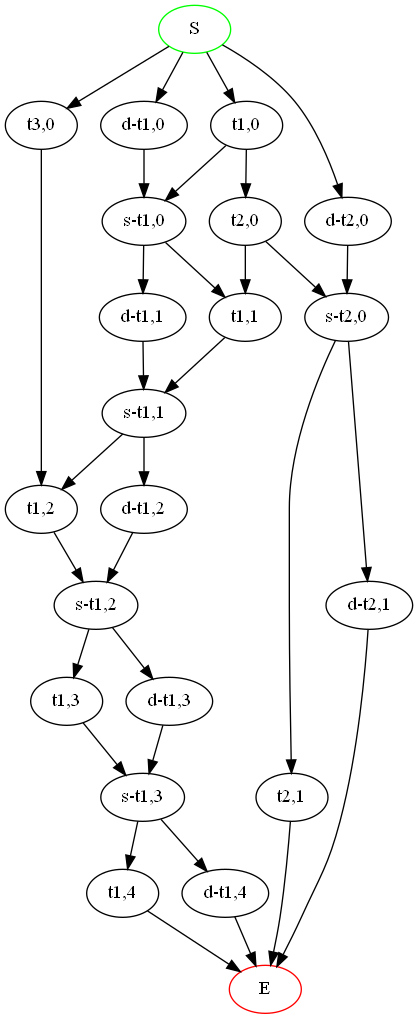 S
t3,0
d-t1,0
t1,0
s-t1,0
t2,0
d-t2,0
d-t1,1
t1,1
s-t2,0
s-t1,1
t1,2
d-t1,2
s-t1,2
d-t2,1
t1,3
d-t1,3
s-t1,3
t2,1
t1,4
d-t1,4
E